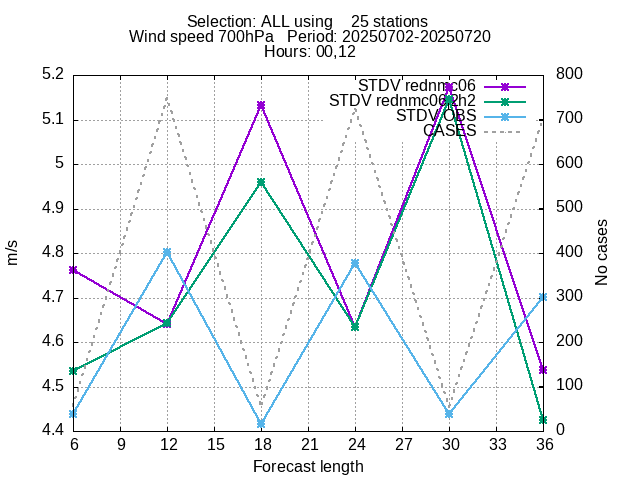 Selection: ALL using    25 stations
Wind speed 700hPa   Period: 20250702-20250720
Hours: 00,12
5.2
5.1
5
4.9
4.8
4.7
4.6
4.5
4.4
m/s
STDV rednmc06
STDV rednmc06_2h2
STDV OBS
CASES
800
700
600
500
400
300
200
100
0
No cases
6 9 12 15 18 21 24 27 30 33 36
Forecast length